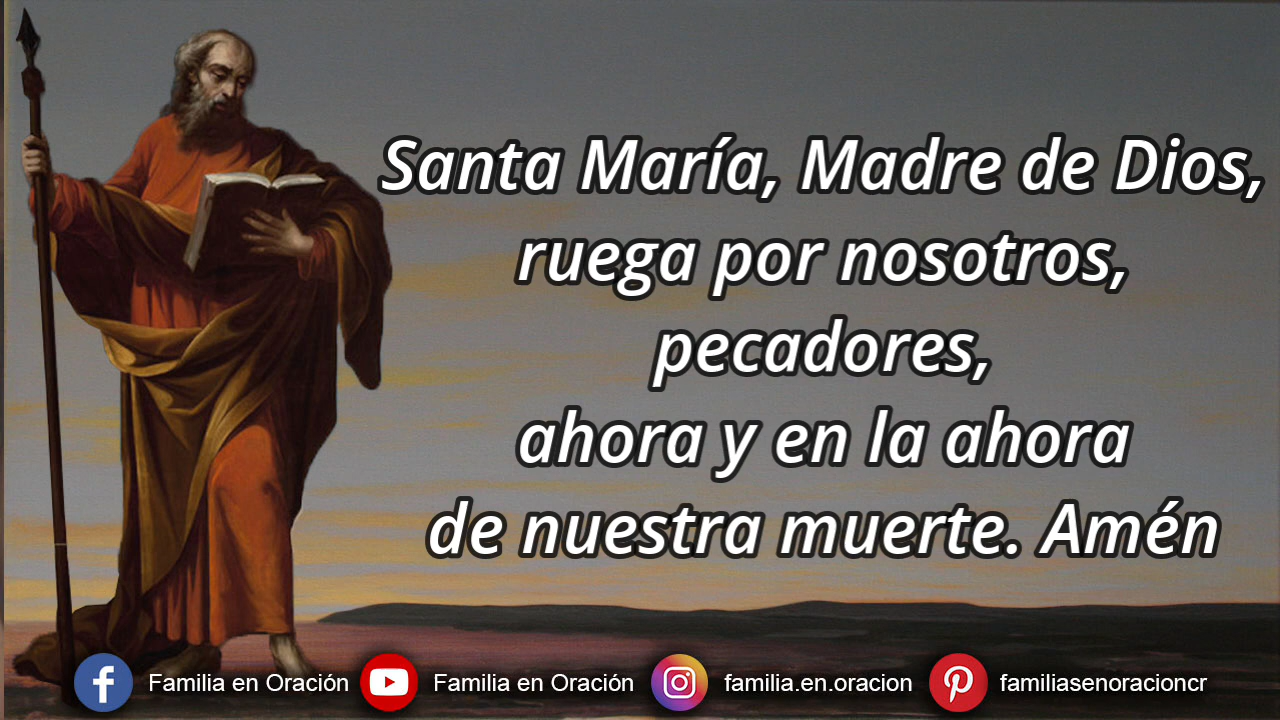 Santa María, Madre de Dios,
ruega por nosotros,
pecadores,
ahora y en la ahora
de nuestra muerte. Amén
Familia en Oración Familia en Oración familia.en.oracion familiasenoracioncr